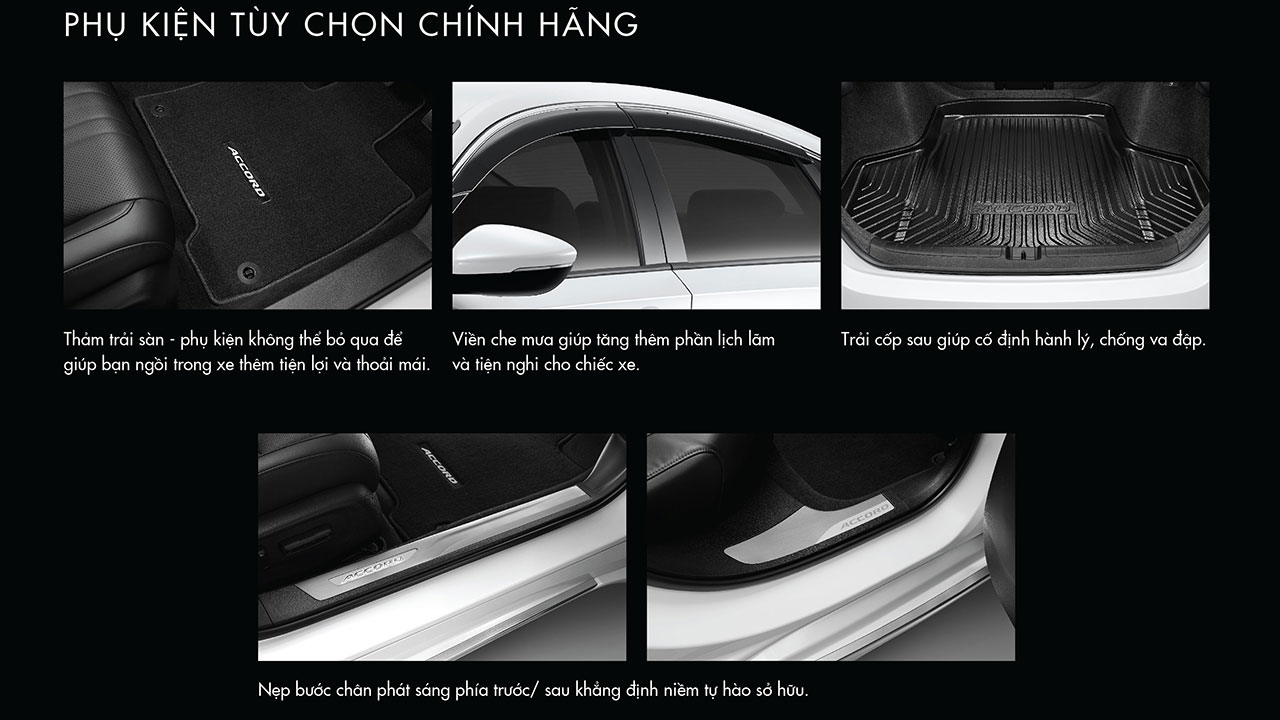 PHỤ KIỆN TÙY CHỌN CHÍNH HÃNG
ACCORD
ACCORD
Thảm trải sàn - phụ kiện không thể bỏ qua để
giúp bạn ngồi trong xe thêm tiện lợi và thoải mái.
Viền che mưa giúp tăng thêm phần lịch lãm
và tiện nghi cho chiếc xe.
Trải cốp sau giúp cố định hành lý, chống va đập.
ACCORD
ACCORD
ACCORD
Nẹp bước chân phát sáng phía trước/ sau khẳng định niềm tự hào sở hữu.